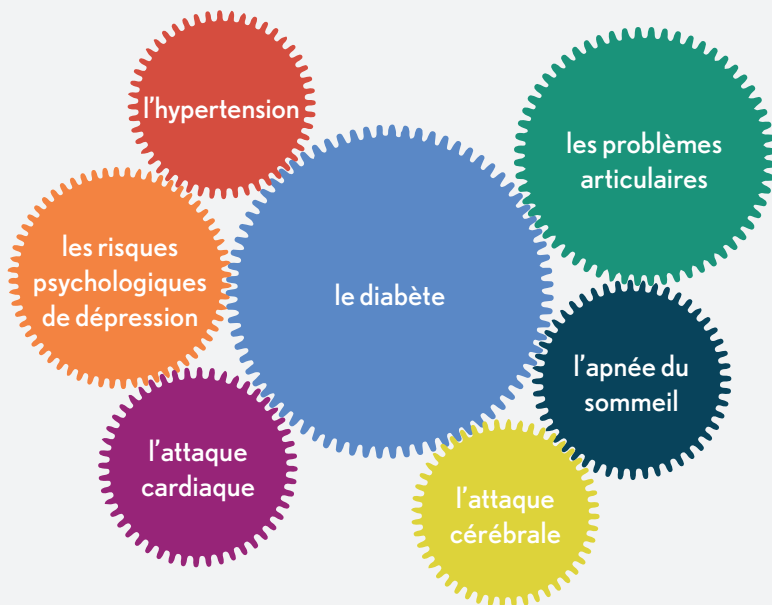 l'hypertension
les problèmes
articulaires
les risques
psychologiques
de dépression
le diabète
l'apnée du
sommeil
l'attaque
cardiaque
l'attaque
cérébrale